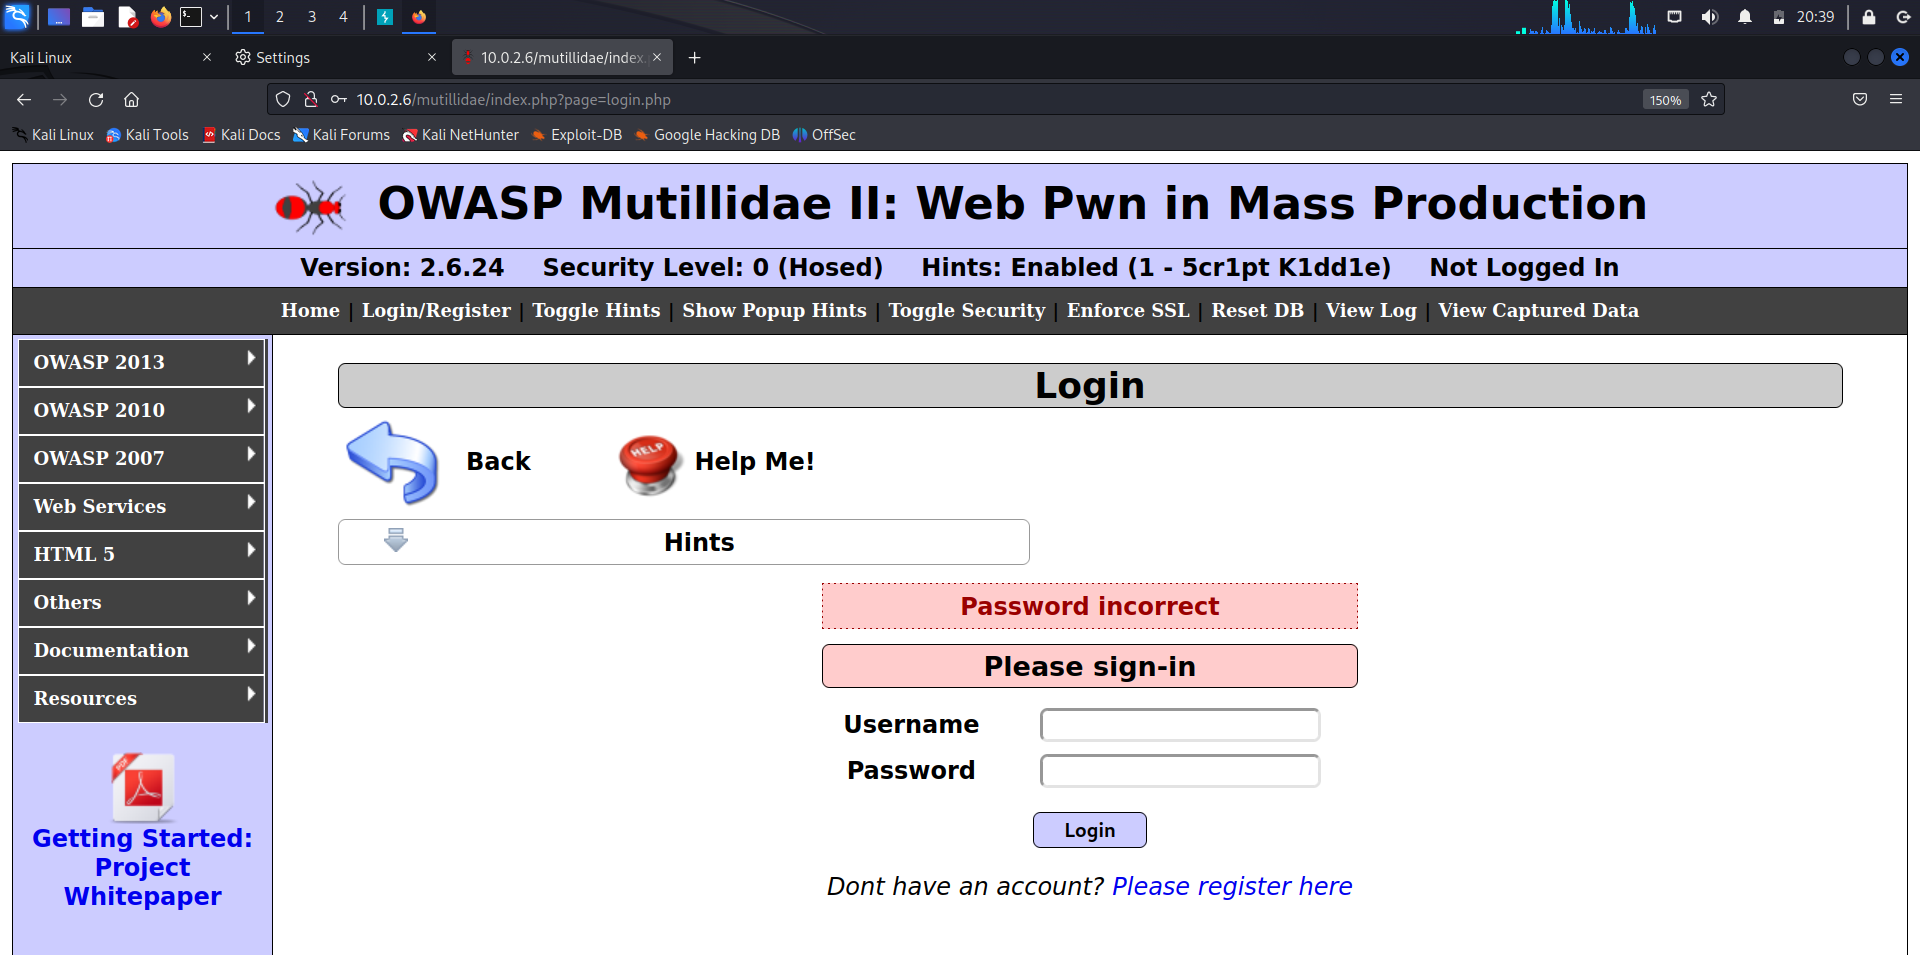 1 2 3 4 20:39
Kali Linux Settings 10.0.2.6/mutillidae/index.
10.0.2.6/mutillidae/index.php?page=login.php 150%
Kali Linux Kali Tools Kali Docs Kali Forums Kali NetHunter Exploit-DB Google Hacking DB OffSec
OWASP Mutillidae II: Web Pwn in Mass Production
Version: 2.6.24 Security Level: 0 (Hosed) Hints: Enabled (1 - 5cr1pt K1dd1e) Not Logged In
Home | Login/Register | Toggle Hints | Show Popup Hints | Toggle Security | Enforce SSL | Reset DB | View Log | View Captured Data
OWASP 2013
OWASP 2010
OWASP 2007
Web Services
HTML 5
Others
Documentation
Resources
PDF
Getting Started:
Project
Whitepaper
Login
Back
HELP
Help Me!
Hints
Password incorrect
Please sign-in
Username
Password
Login
Dont have an account? Please register here